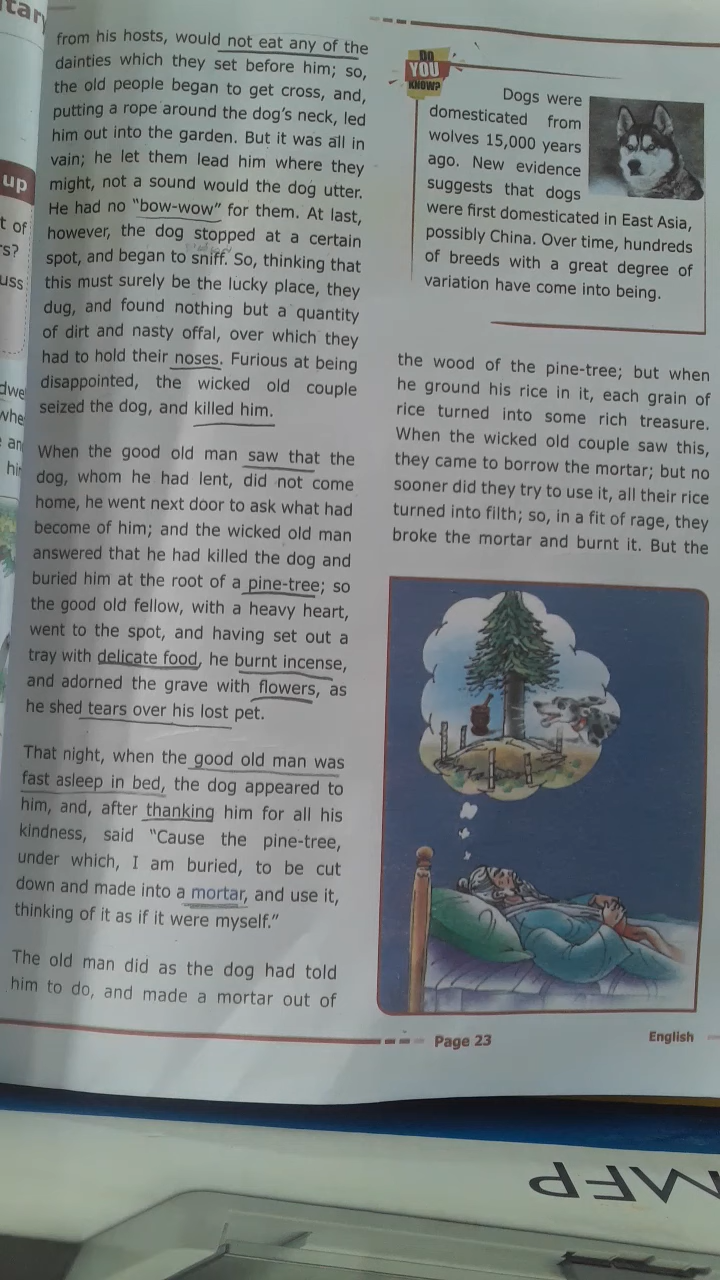 tary
up
t of
rs?
uss
dwe
whe
an
hi
from his hosts, would not eat any of the
dainties which they set before him; so,
the old people began to get cross, and,
putting a rope around the dog's neck, led
him out into the garden. But it was all in
vain; he let them lead him where they
might, not a sound would the dog utter.
He had no "bow-wow" for them. At last,
however, the dog stopped at a certain
spot, and began to sniff. So, thinking that
this must surely be the lucky place, they
dug, and found nothing but a quantity
of dirt and nasty offal, over which they
had to hold their noses. Furious at being
disappointed, the wicked old couple
seized the dog, and killed him.
When the good old man saw that the
dog, whom he had lent, did not come
home, he went next door to ask what had
become of him; and the wicked old man
answered that he had killed the dog and
buried him at the root of a pine-tree; so
the good old fellow, with a heavy heart,
went to the spot, and having set out a
tray with delicate food, he burnt incense,
and adorned the grave with flowers, as
he shed tears over his lost pet.
That night, when the good old man was
fast asleep in bed, the dog appeared to
him, and, after thanking him for all his
kindness, said "Cause the pine-tree,
under which, I am buried, to be cut
down and made into a mortar, and use it,
thinking of it as if it were myself."
The old man did as the dog had told
him to do, and made a mortar out of
DO
YOU
KNOW?
Dogs were
domesticated from
wolves 15,000 years
ago. New evidence
suggests that dogs
were first domesticated in East Asia,
possibly China. Over time, hundreds
of breeds with a great degree of
variation have come into being.
the wood of the pine-tree; but when
he ground his rice in it, each grain of
rice turned into some rich treasure.
When the wicked old couple saw this,
they came to borrow the mortar; but no
sooner did they try to use it, all their rice
turned into filth; so, in a fit of rage, they
broke the mortar and burnt it. But the
Page 23
English
MFP